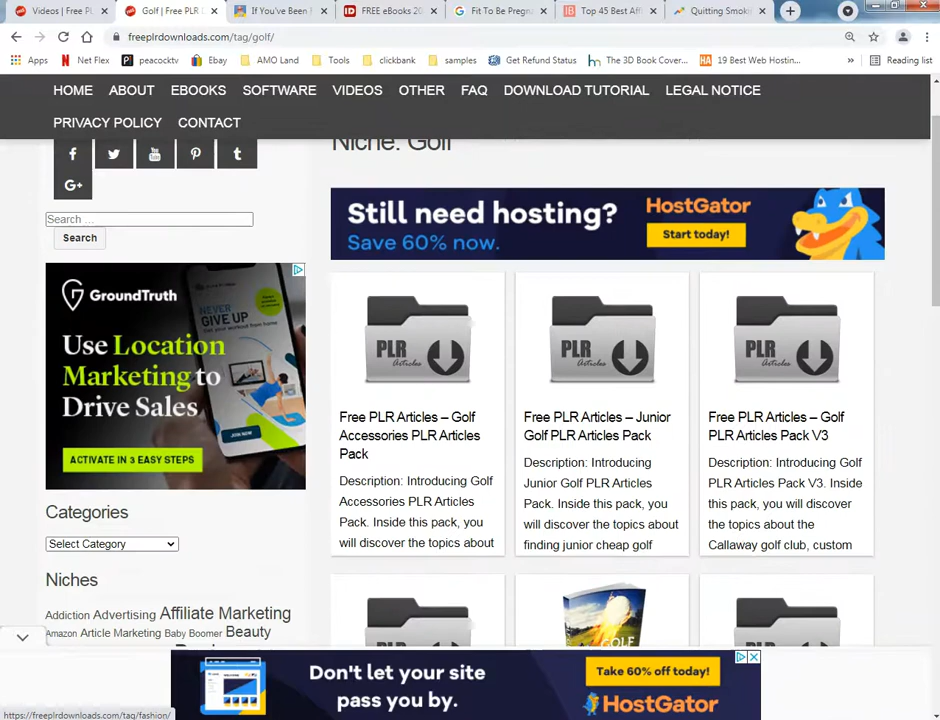 Videos | Free PL
Golf | Free PLR D
If You've Been T
FREE eBooks 20
Fit To Be Pregna
Top 45 Best Affi
Quitting Smokin
freeplrdownloads.com/tag/golf/
Apps
Net Flex
peacocktv
Ebay
AMO Land
Tools
clickbank
samples
Get Refund Status
The 3D Book Cover...
19 Best Web Hostin...
»
Reading list
HOME
ABOUT
EBOOKS
SOFTWARE
VIDEOS
OTHER
FAQ
DOWNLOAD TUTORIAL
LEGAL NOTICE
PRIVACY POLICY
CONTACT
Niche: Golf
Search ...
Search
Still need hosting?
Save 60% now.
HostGator
Start today!
GroundTruth
NEVER GIVE UP
Use Location
Marketing to
Drive Sales
JOIN NOW
ACTIVATE IN 3 EASY STEPS
PLR
Articles
Free PLR Articles – Golf
Accessories PLR Articles
Pack
Description: Introducing Golf
Accessories PLR Articles
Pack. Inside this pack, you
will discover the topics about
PLR
Articles
Free PLR Articles – Junior
Golf PLR Articles Pack
Description: Introducing
Junior Golf PLR Articles
Pack. Inside this pack, you
will discover the topics about
finding junior cheap golf
PLR
Articles
Free PLR Articles – Golf
PLR Articles Pack V3
Description: Introducing Golf
PLR Articles Pack V3. Inside
this pack, you will discover
the topics about the
Callaway golf club, custom
Categories
Select Category
Niches
Addiction Advertising Affiliate Marketing
Amazon Article Marketing Baby Boomer Beauty
GOLF
Don't let your site
pass you by.
Take 60% off today!
HostGator
https://freeplrdownloads.com/tag/fashion/